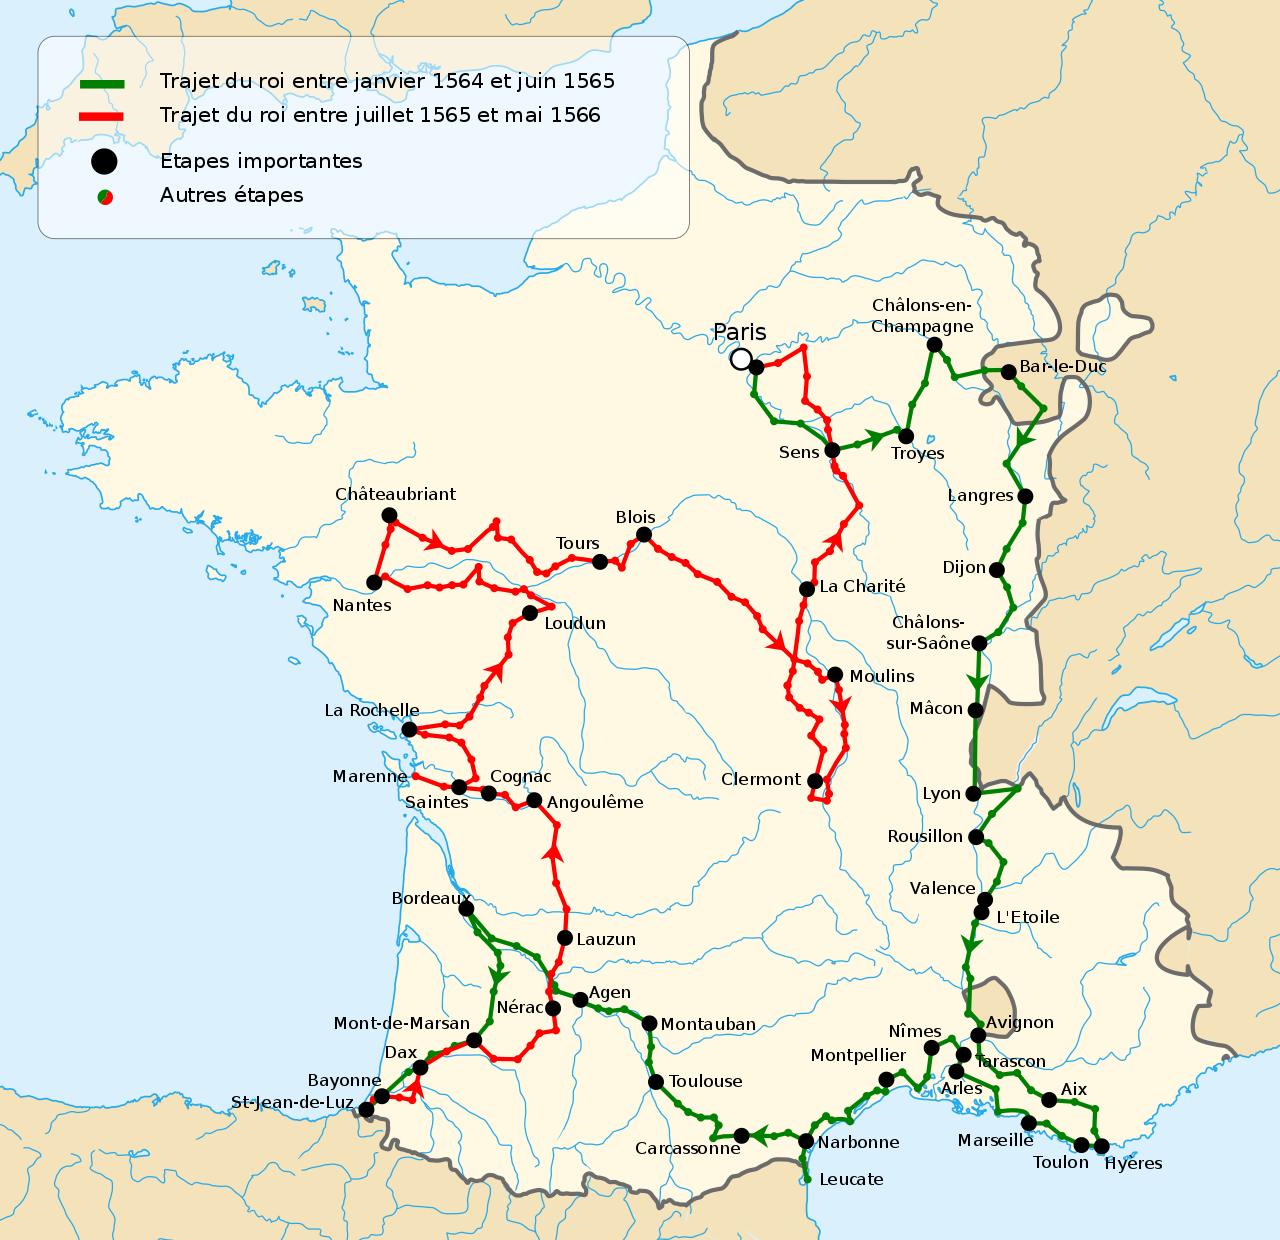 Trajet du roi entre janvier 1564 et juin 1565
Trajet du roi entre juillet 1565 et mai 1566
Etapes importantes
Autres étapes
Châlons-en-
Champagne
Paris
Bar-le-Duc
Sens
Troyes
Châteaubriant
Langres
Blois
Tours
Dijon
La Charité
Nantes
Loudun
Châlons-
sur-Saône
Moulins
La Rochelle
Mâcon
Marenne
Cognac
Clermont
Saintes
Angoulême
Lyon
Rousillon
Valence
Bordeaux
L'Etoile
Lauzun
Agen
Nérac
Mont-de-Marsan
Montauban
Avignon
Nîmes
Dax
Montpellier
Tarascon
Bayonne
Toulouse
Arles
Aix
St-Jean-de-Luz
Marseille
Carcassonne
Narbonne
Toulon
Hyères
Leucate